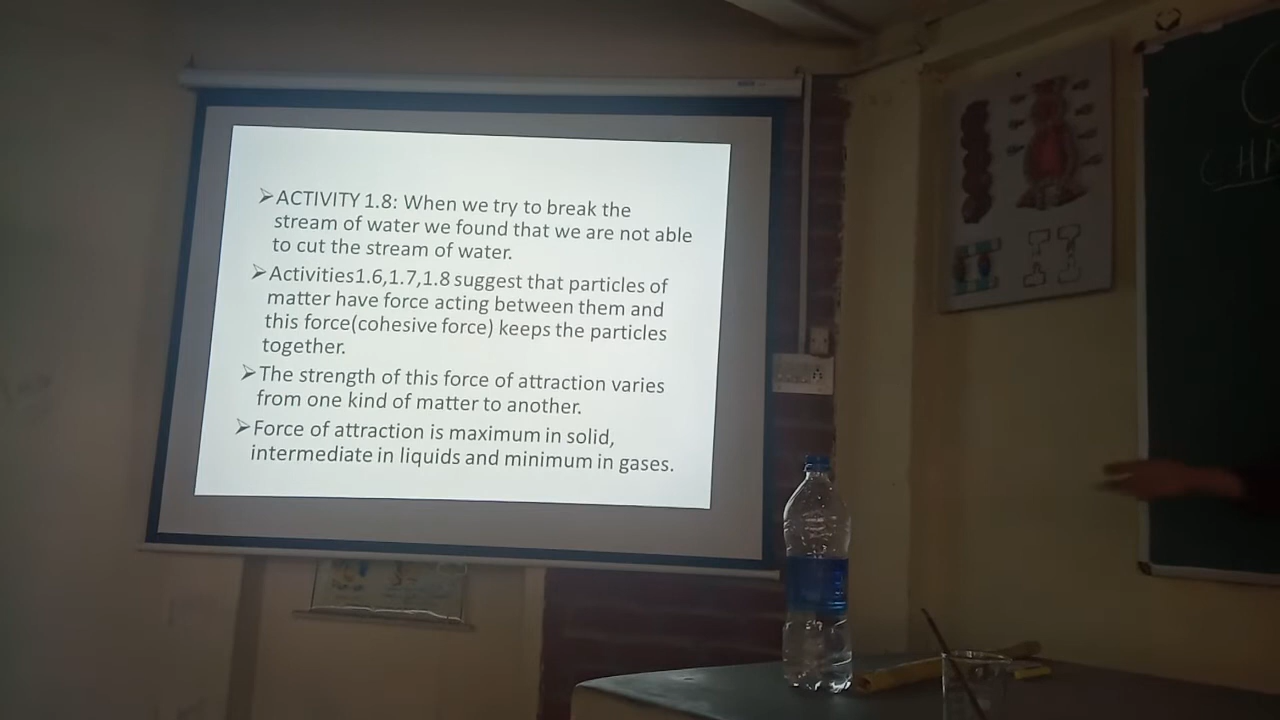 ➢ACTIVITY 1.8: When we try to break the
stream of water we found that we are not able
to cut the stream of water.
➢Activities1.6,1.7,1.8 suggest that particles of
matter have force acting between them and
this force(cohesive force) keeps the particles
together.
➢The strength of this force of attraction varies
from one kind of matter to another.
➢Force of attraction is maximum in solid,
intermediate in liquids and minimum in gases.